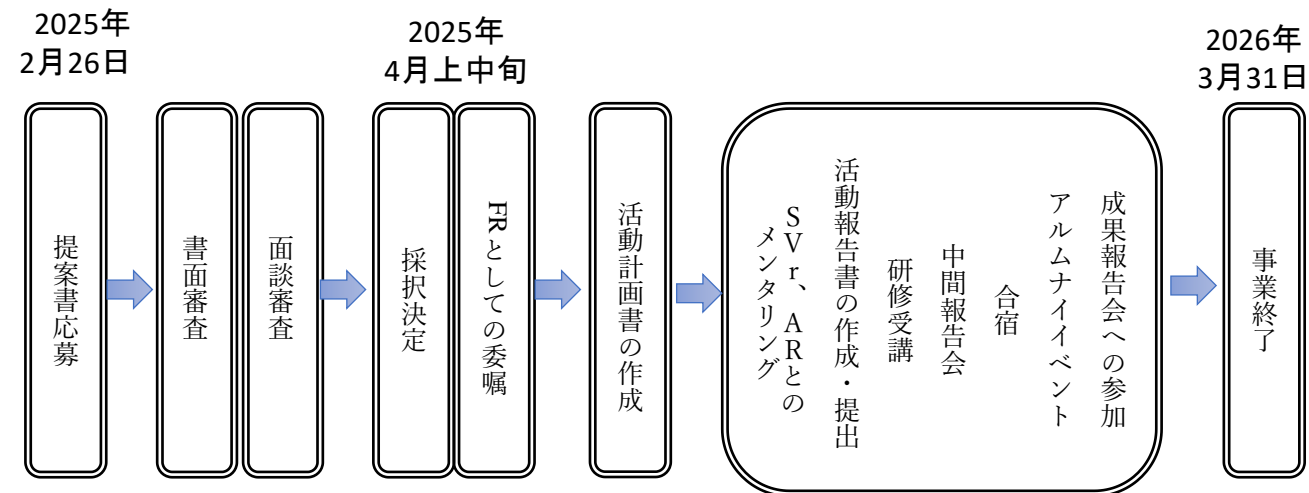 2025年
2月26日
2025年
4月上中旬
2026年
3月31日
提案書応募
書面審査
面談審査
採択決定
FRとしての委嘱
活動計画書の作成
SVr、ARとの
メンタリング
活動報告書の作成・提出
研修受講
中間報告会
合宿
アルムナイイベント
成果報告会への参加
事業終了